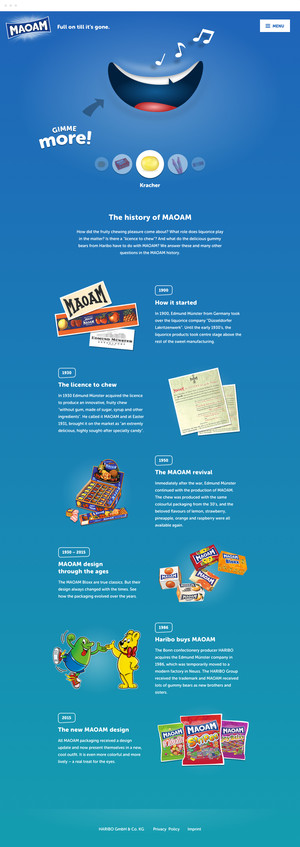 MAOAM
Full on till it's gone.
MENU
GIMME
more!
Kracher
The history of MAOAM
How did the fruity chewing pleasure come about? What role does liquorice play
in the matter? Is there a "licence to chew"? And what do the delicious gummy
bears from Haribo have to do with MAOAM? We answer these and many other
questions in the MAOAM history.
MAOAM
EDMUND MÜNSTER
1900
How it started
In 1900, Edmund Münster from Germany took
over the liquorice company "Düsseldorfer
Lakritzenwerk". Until the early 1930's, the
liquorice products took centre stage above the
rest of the sweet manufacturing.
1930
The licence to chew
In 1930 Edmund Münster acquired the licence
to produce an innovative, fruity chew
"without gum, made of sugar, syrup and other
ingredients". He called it MAOAM and at Easter
1931, brought it on the market as "an extremely
delicious, highly sought-after specialty candy".
1950
The MAOAM revival
Immediately after the war, Edmund Münster
continued with the production of MAOAM.
The chew was produced with the same
colourful packaging from the 30's, and the
beloved flavours of lemon, strawberry,
pineapple, orange and raspberry were all
available again.
1930 – 2015
MAOAM design
through the ages
The MAOAM Bloxx are true classics. But their
design always changed with the times. See
how the packaging evolved over the years.
MAOAM
MAOAM
MAOAM
1986
Haribo buys MAOAM
The Bonn confectionery producer HARIBO
acquires the Edmund Münster company in
1986, which was temporarily moved to a
modern factory in Neuss. The HARIBO Group
received the trademark and MAOAM received
lots of gummy bears as new brothers and
sisters.
2015
The new MAOAM design
All MAOAM packaging received a design
update and now present themselves in a new,
cool outfit. It is even more colourful and more
lively – a real treat for the eyes.
MAOAM
MAOAM
MAOAM
HARIBO GmbH & Co. KG
Privacy Policy
Imprint